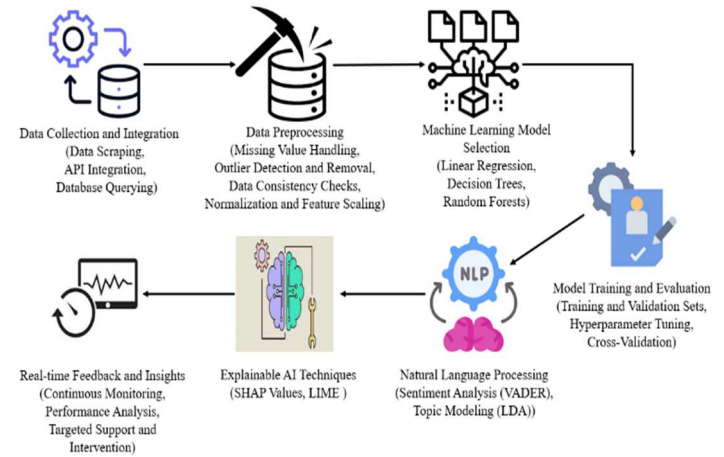 Data Collection and Integration
(Data Scraping,
API Integration,
Database Querying)
Data Preprocessing
(Missing Value Handling,
Outlier Detection and Removal,
Data Consistency Checks,
Normalization and Feature Scaling)
Machine Learning Model
Selection
(Linear Regression,
Decision Trees,
Random Forests)
Model Training and Evaluation
(Training and Validation Sets,
Hyperparameter Tuning,
Cross-Validation)
NLP
Natural Language Processing
(Sentiment Analysis (VADER),
Topic Modeling (LDA))
Explainable AI Techniques
(SHAP Values, LIME )
Real-time Feedback and Insights
(Continuous Monitoring,
Performance Analysis,
Targeted Support and
Intervention)